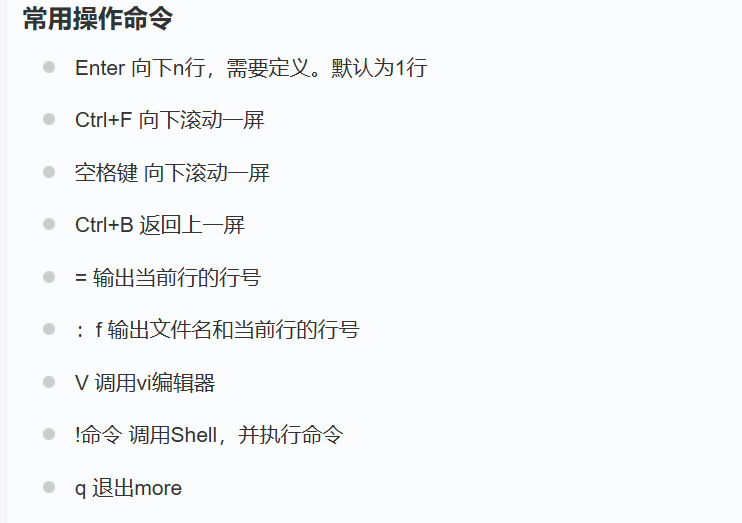 常用操作命令
Enter 向下n行，需要定义。默认为1行
Ctrl+F 向下滚动一屏
空格键 向下滚动一屏
Ctrl+B 返回上一屏
= 输出当前行的行号
：f 输出文件名和当前行的行号
V 调用vi编辑器
!命令 调用Shell，并执行命令
q 退出more